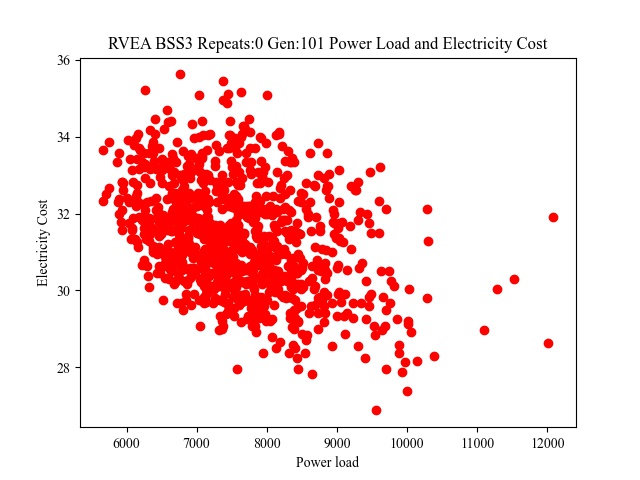 RVEA BSS3 Repeats:0 Gen:101 Power Load and Electricity Cost
36
34
32
30
28
Electricity Cost
6000 7000 8000 9000 10000 11000 12000
Power load